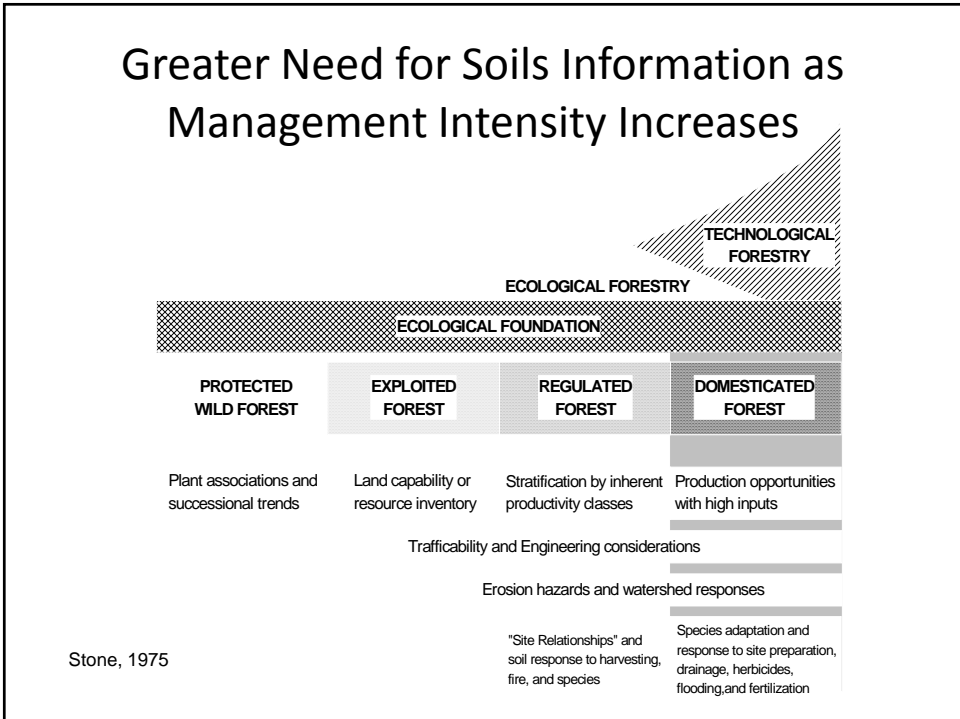 Greater Need for Soils Information as
Management Intensity Increases
TECHNOLOGICAL
FORESTRY
ECOLOGICAL FORESTRY
ECOLOGICAL FOUNDATION
PROTECTED
WILD FOREST
EXPLOITED
FOREST
REGULATED
FOREST
DOMESTICATED
FOREST
Plant associations and
successional trends
Land capability or
resource inventory
Stratification by inherent
productivity classes
Production opportunities
with high inputs
Trafficability and Engineering considerations
Erosion hazards and watershed responses
"Site Relationships" and
soil response to harvesting,
fire, and species
Species adaptation and
response to site preparation,
drainage, herbicides,
flooding,and fertilization
Stone, 1975